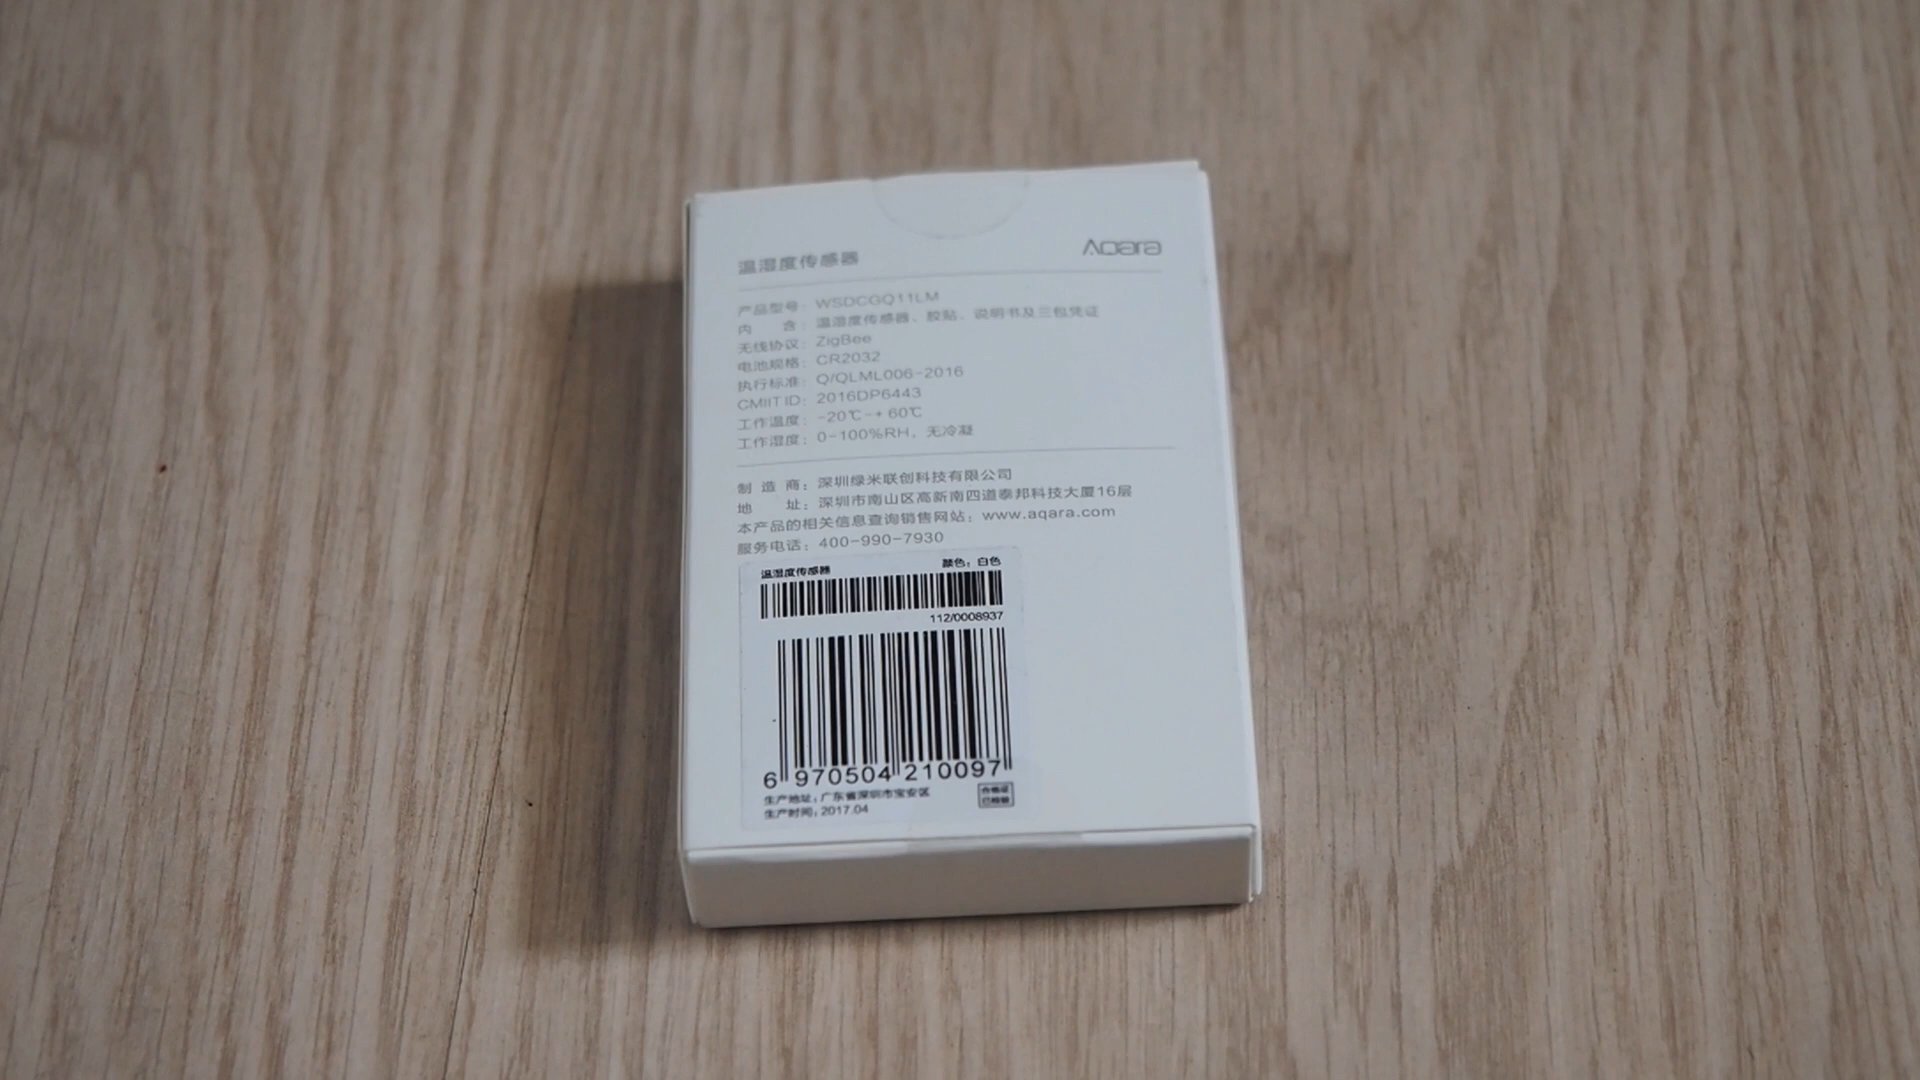 温湿度传感器 Aqara
产品型号：WSDCGQ11LM
内 含：温湿度传感器、胶贴、说明书及三包凭证
无线协议：ZigBee
电池规格：CR2032
执行标准：Q/QLML006-2016
CMIIT ID：2016DP6443
工作温度：-20℃-+60℃
工作湿度：0-100%RH，无冷凝
制 造 商：深圳绿米联创科技有限公司
地 址：深圳市南山区高新南四道泰邦科技大厦16层
本产品的相关信息查询销售网站：www.aqara.com
服务电话：400-990-7930
温湿度传感器 颜色：白色
112/0008937
6 970504 210097
生产地址：广东省深圳市宝安区
生产时间：2017.04
合格证
已检验